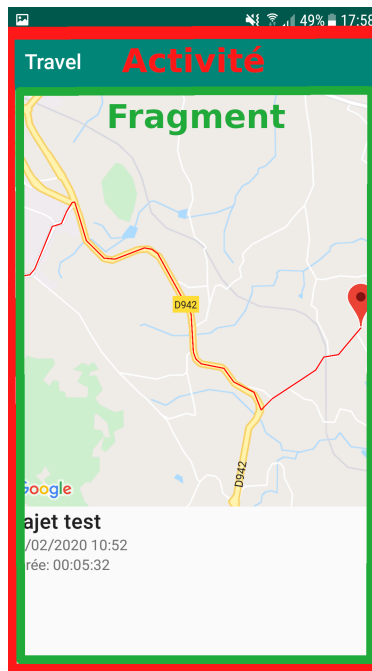 49% 17:58
Travel Activité
Fragment
D942
D942
Google
ajet test
/02/2020 10:52
rée: 00:05:32